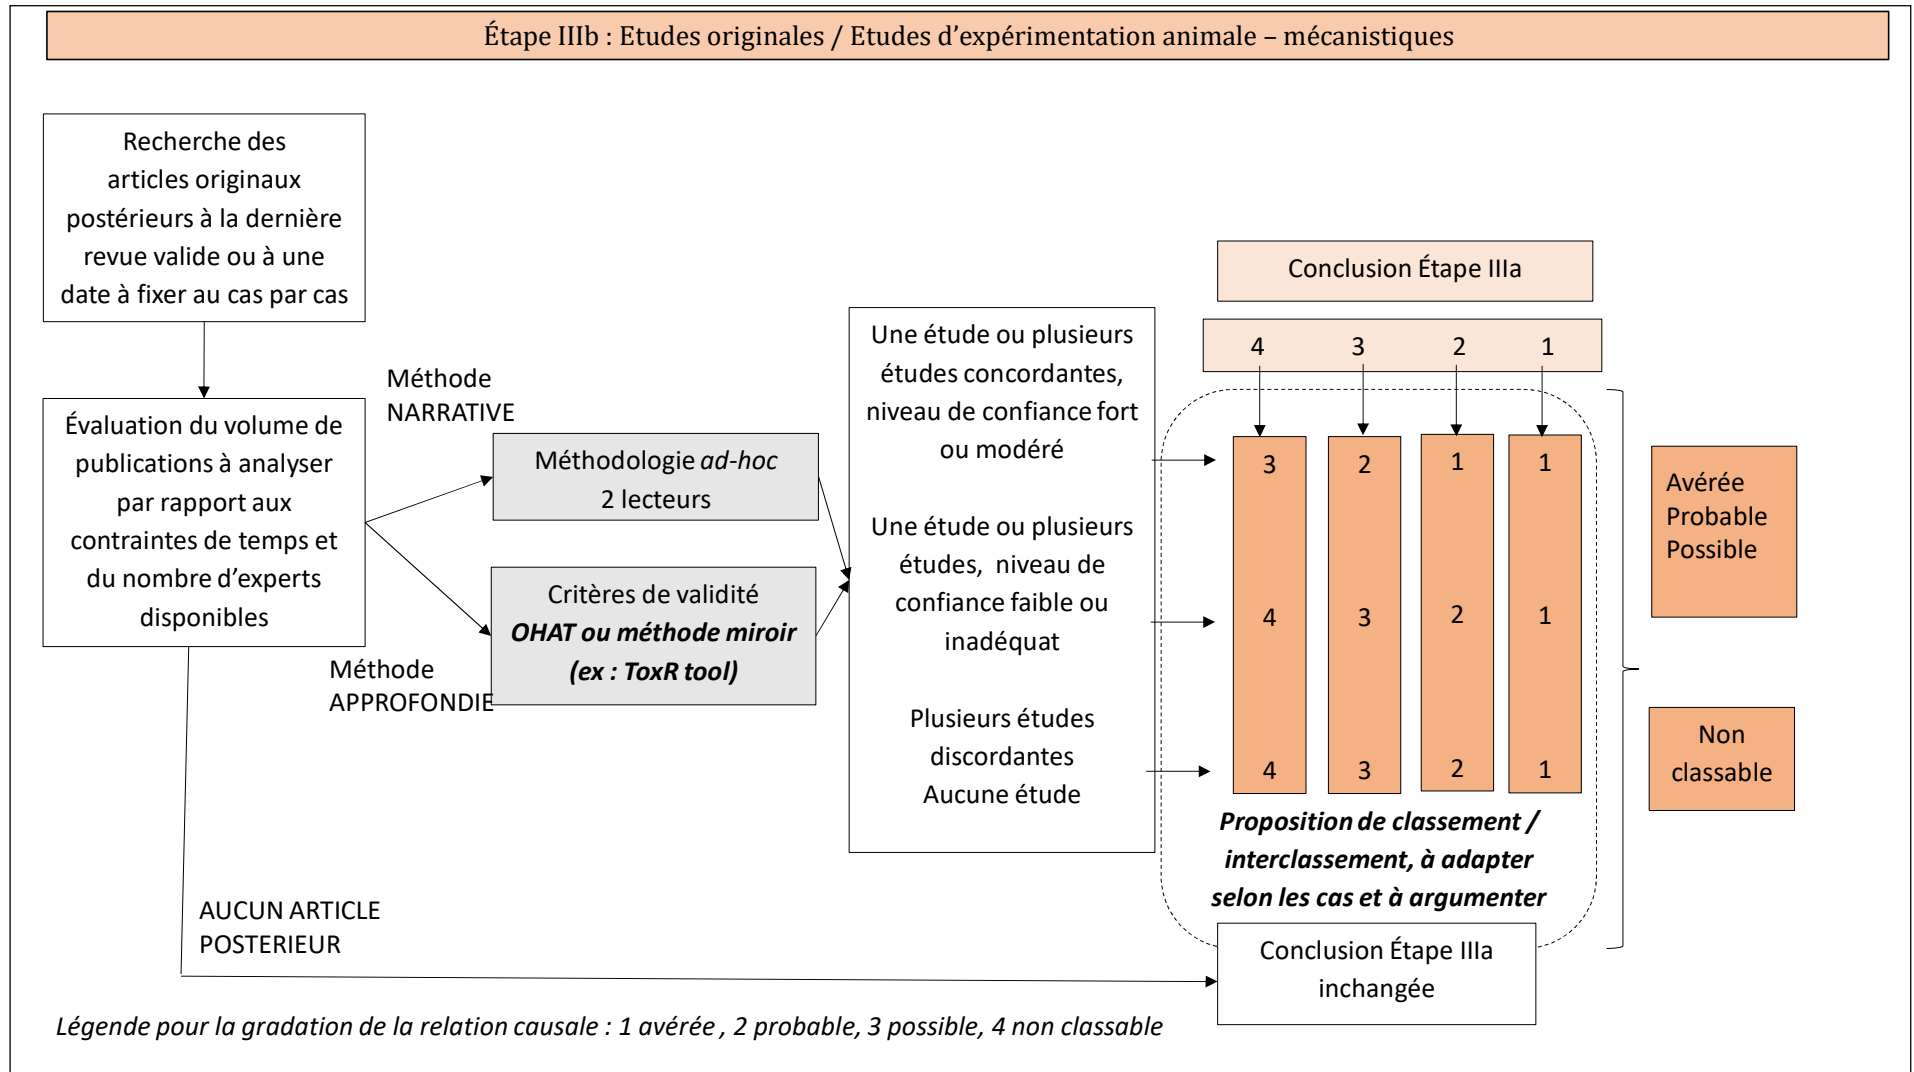 Étape IIIb : Etudes originales / Etudes d’expérimentation animale – mécanistiques
Recherche des
articles originaux
postérieurs à la dernière
revue valide ou à une
date à fixer au cas par cas
Évaluation du volume de
publications à analyser
par rapport aux
contraintes de temps et
du nombre d’experts
disponibles
Méthode
NARRATIVE
Méthodologie ad-hoc
2 lecteurs
Critères de validité
OHAT ou méthode miroir
(ex : ToxR tool)
Méthode
APPROFONDIE
AUCUN ARTICLE
POSTERIEUR
Une étude ou plusieurs
études concordantes,
niveau de confiance fort
ou modéré
Une étude ou plusieurs
études, niveau de
confiance faible ou
inadéquat
Plusieurs études
discordantes
Aucune étude
Conclusion Étape IIIa
4 3 2 1
3 2 1 1
4 3 2 1
4 3 2 1
Proposition de classement /
interclassement, à adapter
selon les cas et à argumenter
Conclusion Étape IIIa
inchangée
Avérée
Probable
Possible
Non
classable
Légende pour la gradation de la relation causale : 1 avérée , 2 probable, 3 possible, 4 non classable